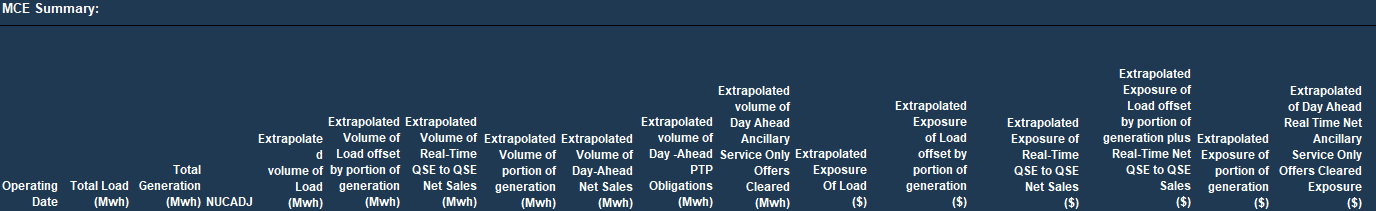 MCE Summary:
Operating
Date
Total Load
(Mwh)
Total
Generation
(Mwh)
NUCADJ
Extrapolate
d
volume of
Load
(Mwh)
Extrapolated
Volume of
Load offset
by portion of
generation
(Mwh)
Extrapolated
Volume of
Real-Time
QSE to QSE
Net Sales
(Mwh)
Extrapolated
Volume of
portion of
generation
(Mwh)
Extrapolated
Volume of
Day-Ahead
Net Sales
(Mwh)
Extrapolated
volume of
Day -Ahead
PTP
Obligations
(Mwh)
Extrapolated
volume of
Day Ahead
Ancillary
Service Only
Offers
Cleared
(Mwh)
Extrapolated
Exposure
Of Load
($)
Extrapolated
Exposure
of Load
offset by
portion of
generation
($)
Extrapolated
Exposure of
Real-Time
QSE to QSE
Net Sales
($)
Extrapolated
Exposure of
Load offset
by portion of
generation plus
Real-Time Net
QSE to QSE
Sales
($)
Extrapolated
Exposure of
portion of
generation
($)
Extrapolated
of Day Ahead
Real Time Net
Ancillary
Service Only
Offers Cleared
Exposure
($)